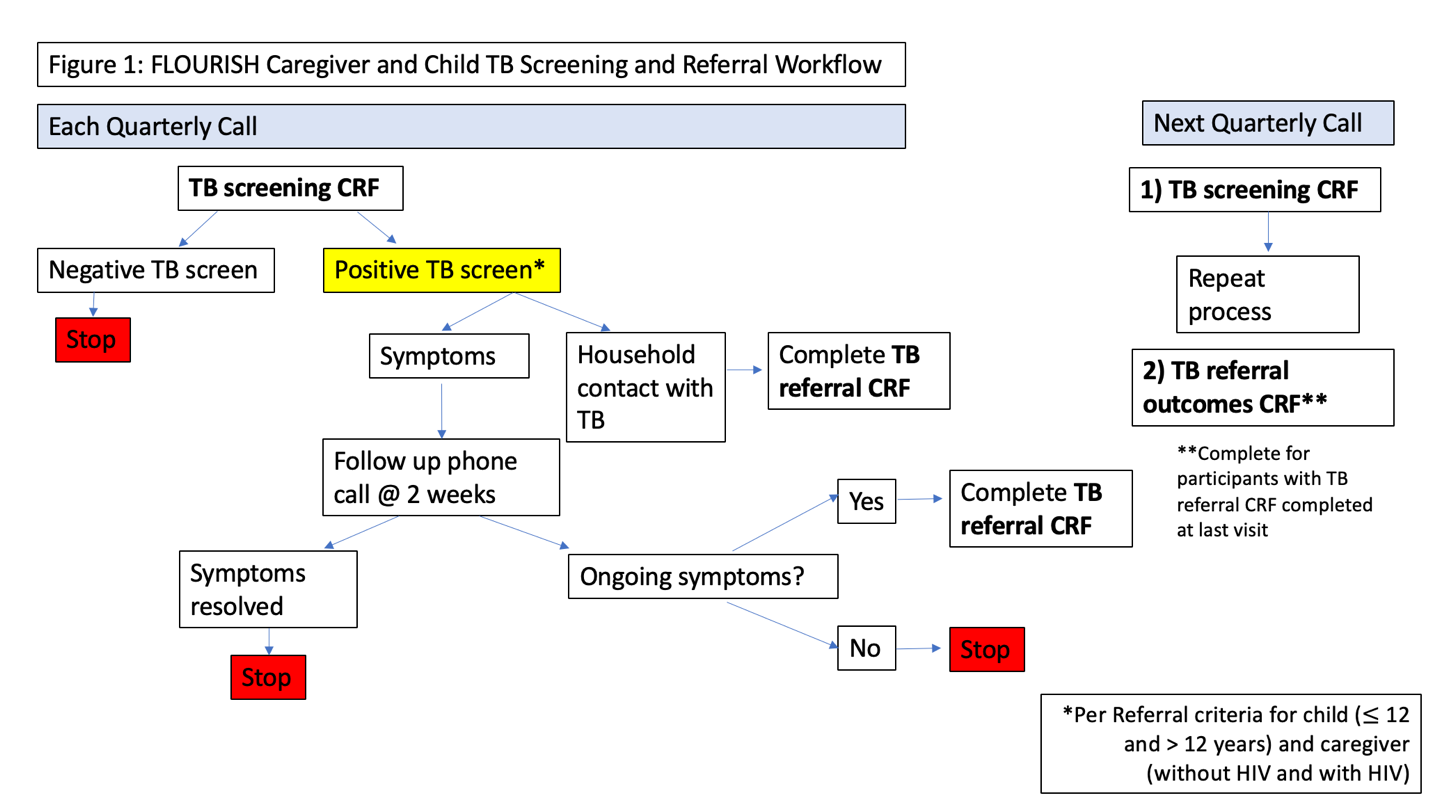 Figure 1: FLOURISH Caregiver and Child TB Screening and Referral Workflow
Each Quarterly Call
TB screening CRF
Negative TB screen
Stop
Positive TB screen*
Symptoms
Household
contact with
TB
Complete TB
referral CRF
Follow up phone
call @ 2 weeks
Symptoms
resolved
Stop
Ongoing symptoms?
Yes
Complete TB
referral CRF
No
Stop
Next Quarterly Call
1) TB screening CRF
Repeat
process
2) TB referral
outcomes CRF**
**Complete for
participants with TB
referral CRF completed
at last visit
*Per Referral criteria for child (≤ 12
and > 12 years) and caregiver
(without HIV and with HIV)